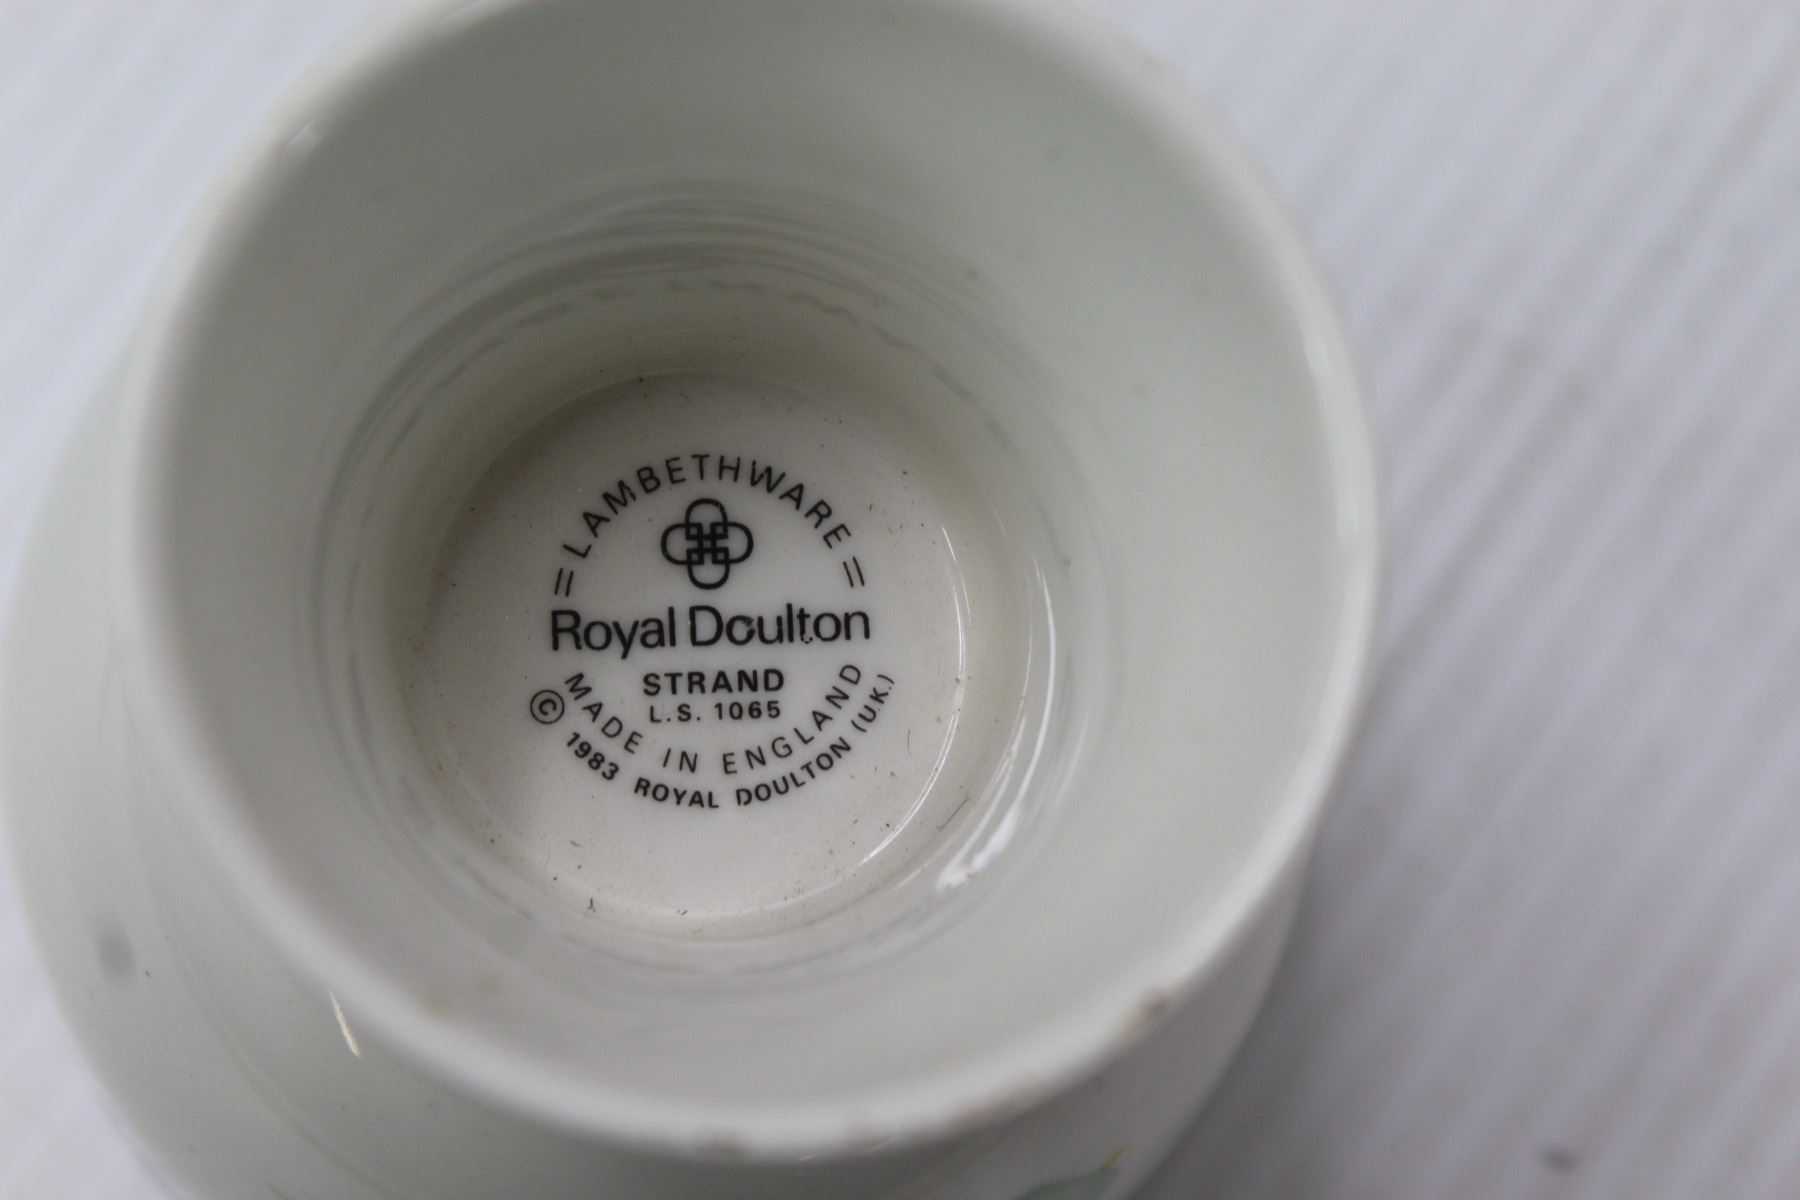 = LAMBETHWARE =
Royal Doulton
STRAND
L.S. 1065
MADE IN ENGLAND
© 1983 ROYAL DOULTON (U.K.)